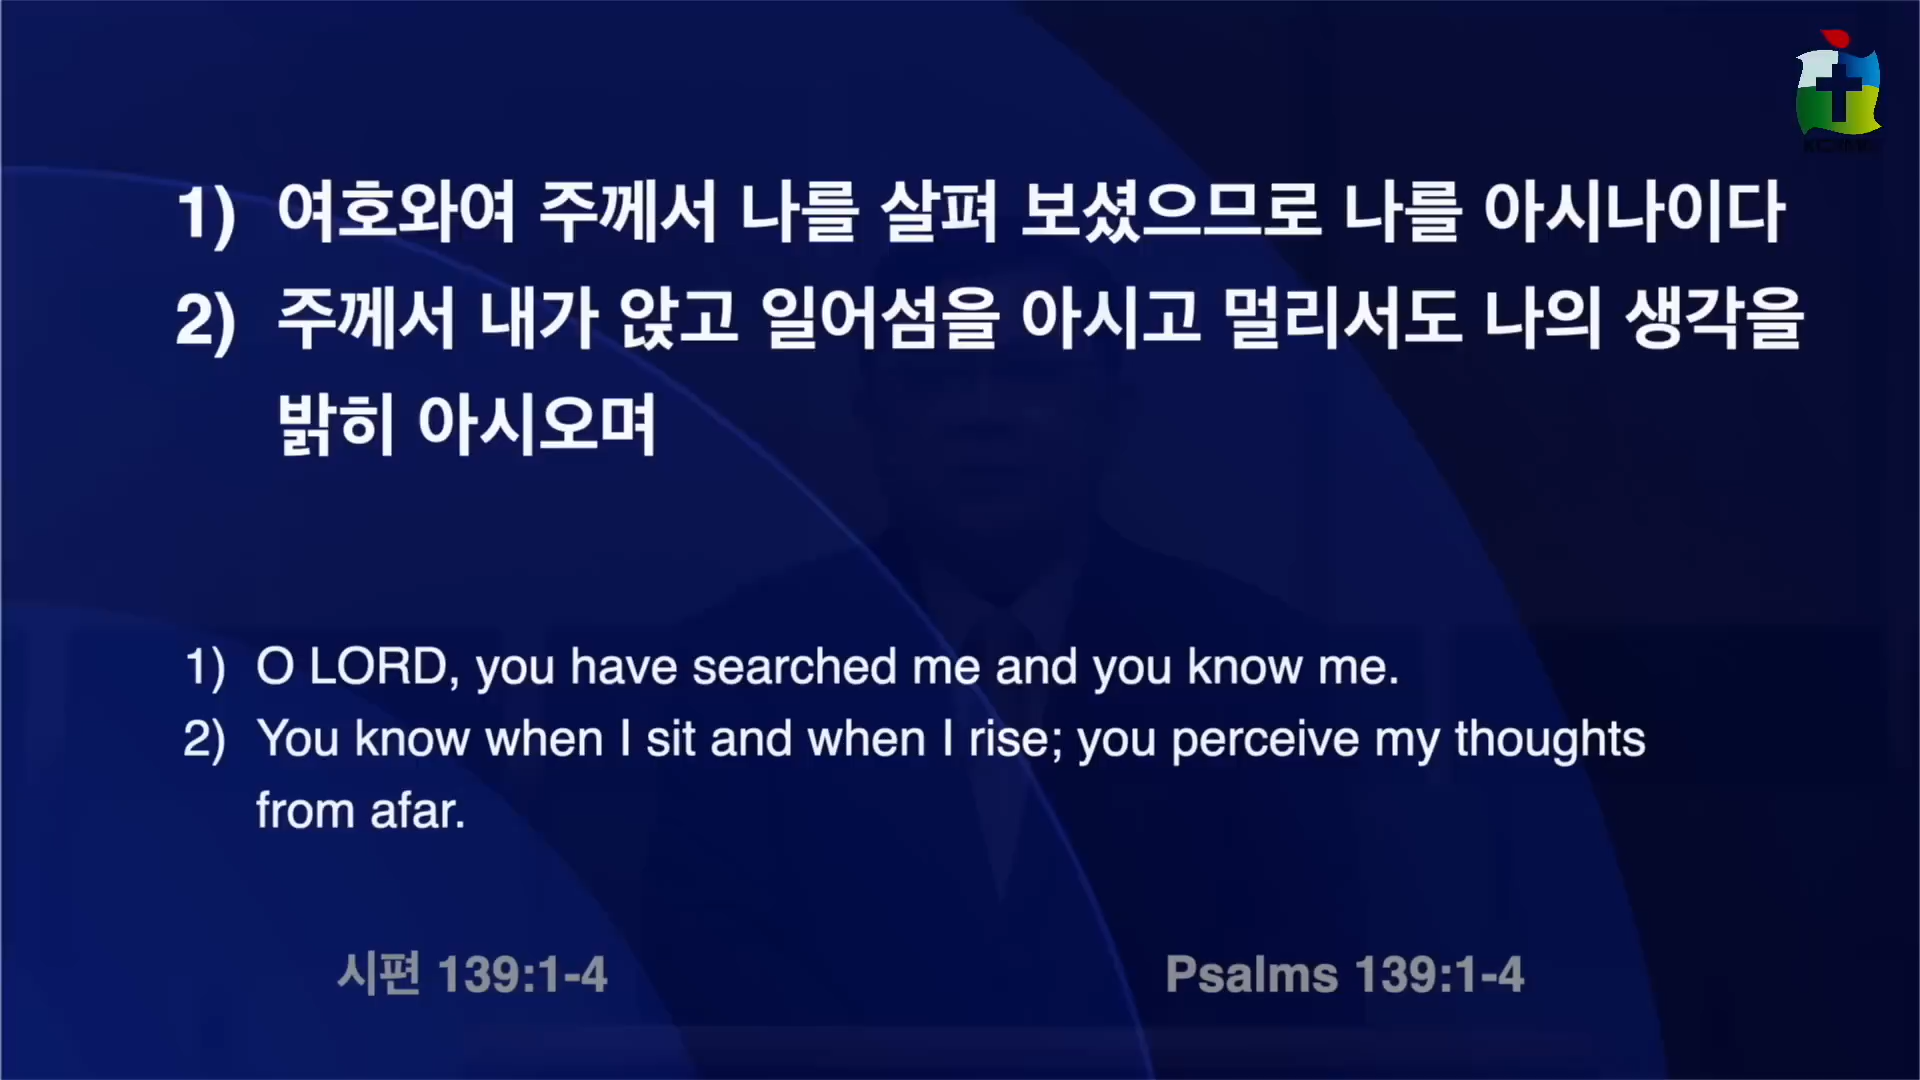 1) 여호와여 주께서 나를 살펴 보셨으므로 나를 아시나이다
2) 주께서 내가 앉고 일어섬을 아시고 멀리서도 나의 생각을
밝히 아시오며
1) O LORD, you have searched me and you know me.
2) You know when I sit and when I rise; you perceive my thoughts
from afar.
시편 139:1-4
Psalms 139:1-4